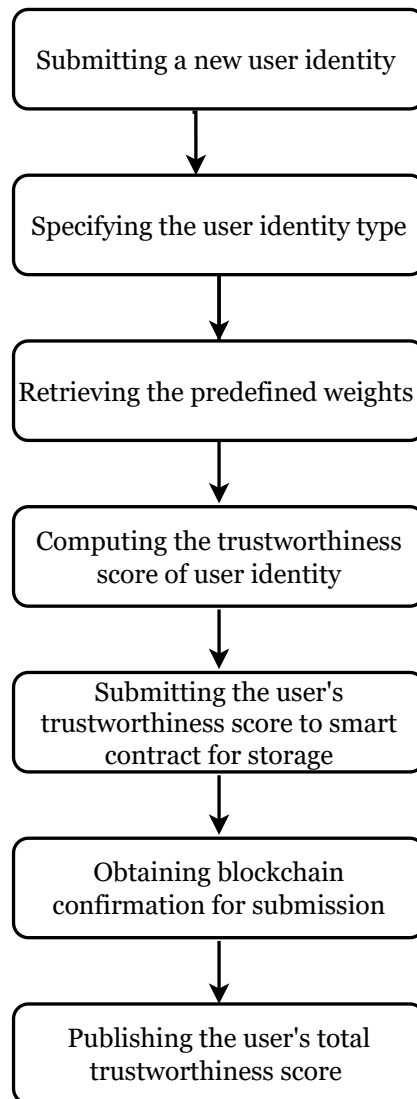 Submitting a new user identity
Specifying the user identity type
Retrieving the predefined weights
Computing the trustworthiness
score of user identity
Submitting the user's
trustworthiness score to smart
contract for storage
Obtaining blockchain
confirmation for submission
Publishing the user's total
trustworthiness score